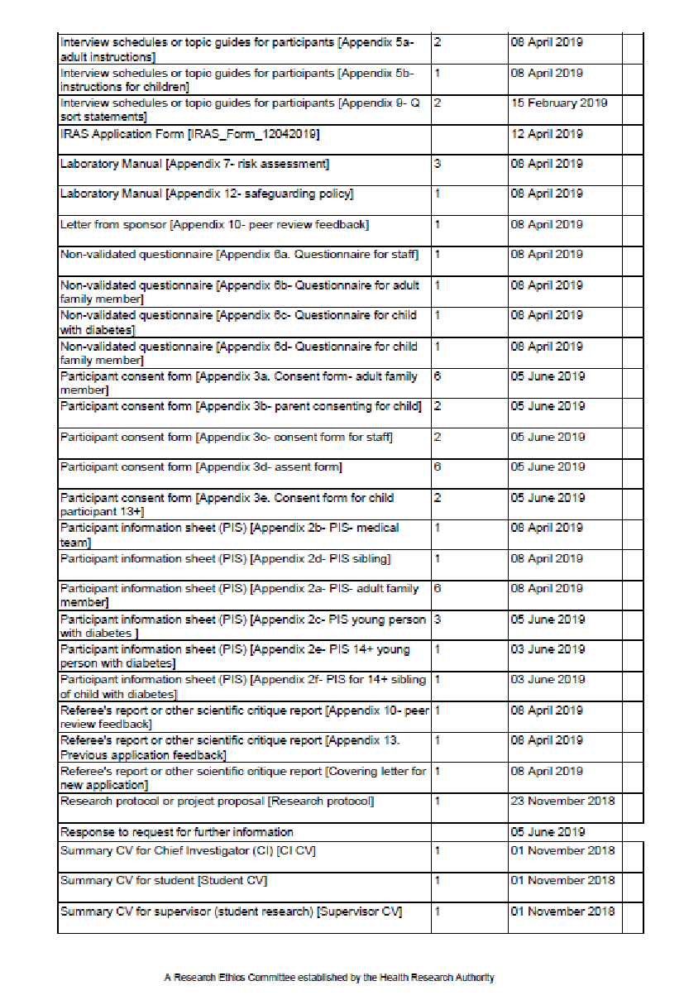 Interview schedules or topic guides for participants [Appendix 5a- 2 08 April 2019
adult instructions]
Interview schedules or topic guides for participants [Appendix 5b- 1 08 April 2019
instructions for children]
Interview schedules or topic guides for participants [Appendix 9- Q 2 15 February 2019
sort statements]
IRAS Application Form [IRAS_Form_12042019] 12 April 2019
Laboratory Manual [Appendix 7- risk assessment] 3 08 April 2019
Laboratory Manual [Appendix 12- safeguarding policy] 1 08 April 2019
Letter from sponsor [Appendix 10- peer review feedback] 1 08 April 2019
Non-validated questionnaire [Appendix 6a. Questionnaire for staff] 1 08 April 2019
Non-validated questionnaire [Appendix 6b- Questionnaire for adult 1 08 April 2019
family member]
Non-validated questionnaire [Appendix 6c- Questionnaire for child 1 08 April 2019
with diabetes]
Non-validated questionnaire [Appendix 6d- Questionnaire for child 1 08 April 2019
family member]
Participant consent form [Appendix 3a. Consent form- adult family 6 05 June 2019
member]
Participant consent form [Appendix 3b- parent consenting for child] 2 05 June 2019
Participant consent form [Appendix 3c- consent form for staff] 2 05 June 2019
Participant consent form [Appendix 3d- assent form] 6 05 June 2019
Participant consent form [Appendix 3e. Consent form for child 2 05 June 2019
participant 13+]
Participant information sheet (PIS) [Appendix 2b- PIS- medical 1 08 April 2019
team]
Participant information sheet (PIS) [Appendix 2d- PIS sibling] 1 08 April 2019
Participant information sheet (PIS) [Appendix 2a- PIS- adult family 6 08 April 2019
member]
Participant information sheet (PIS) [Appendix 2c- PIS young person 3 05 June 2019
with diabetes ]
Participant information sheet (PIS) [Appendix 2e- PIS 14+ young 1 03 June 2019
person with diabetes]
Participant information sheet (PIS) [Appendix 2f- PIS for 14+ sibling 1 03 June 2019
of child with diabetes]
Referee's report or other scientific critique report [Appendix 10- peer 1 08 April 2019
review feedback]
Referee's report or other scientific critique report [Appendix 13. 1 08 April 2019
Previous application feedback]
Referee's report or other scientific critique report [Covering letter for 1 08 April 2019
new application]
Research protocol or project proposal [Research protocol] 1 23 November 2018
Response to request for further information 05 June 2019
Summary CV for Chief Investigator (CI) [CI CV] 1 01 November 2018
Summary CV for student [Student CV] 1 01 November 2018
Summary CV for supervisor (student research) [Supervisor CV] 1 01 November 2018
A Research Ethics Committee established by the Health Research Authority